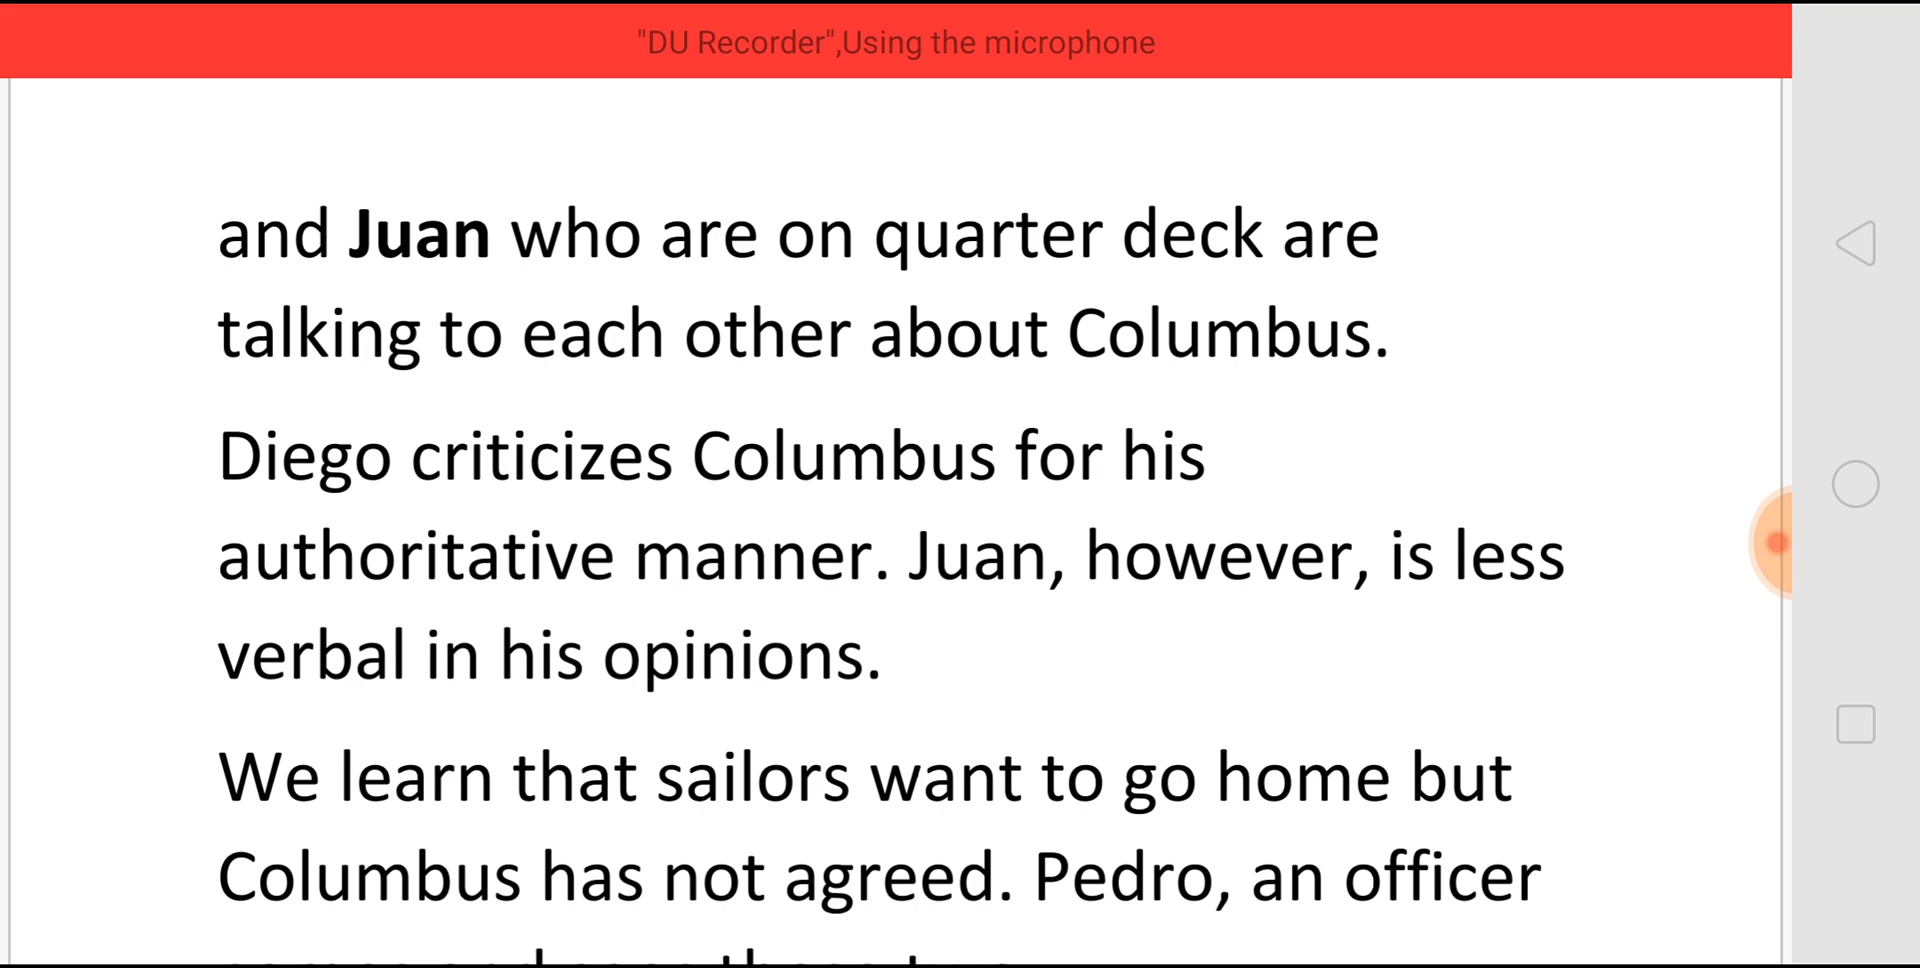 "DU Recorder",Using the microphone
and Juan who are on quarter deck are
talking to each other about Columbus.
Diego criticizes Columbus for his
authoritative manner. Juan, however, is less
verbal in his opinions.
We learn that sailors want to go home but
Columbus has not agreed. Pedro, an officer